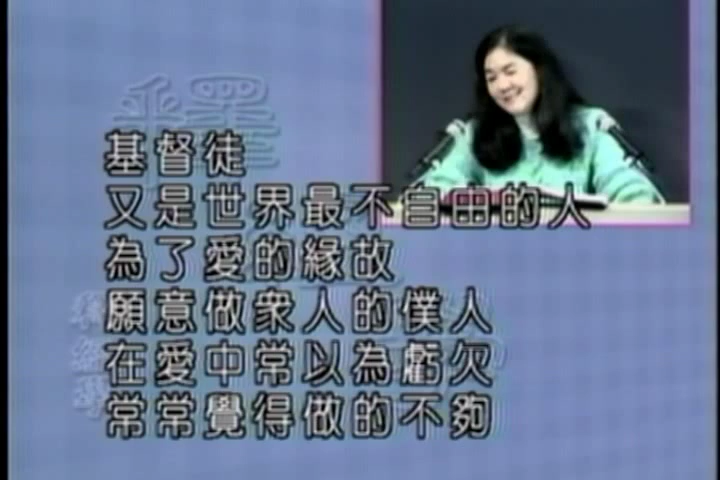 基督徒
又是世界最不自由的人
為了愛的緣故
願意做眾人的僕人
在愛中常以為虧欠
常常覺得做的不夠